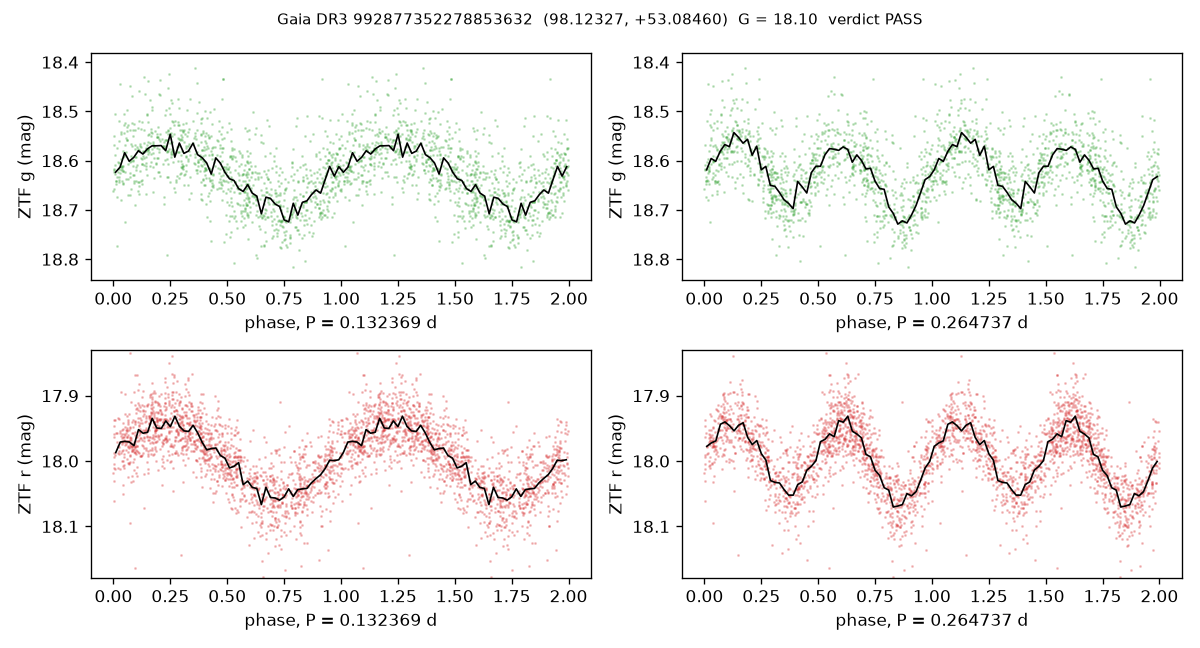 Gaia DR3 992877352278853632  (98.12327, +53.08460)  G = 18.10  verdict PASS
ZTF g (mag)
18.4
18.5
18.6
18.7
18.8
0.00 0.25 0.50 0.75 1.00 1.25 1.50 1.75 2.00
phase, P = 0.132369 d
ZTF g (mag)
18.4
18.5
18.6
18.7
18.8
0.00 0.25 0.50 0.75 1.00 1.25 1.50 1.75 2.00
phase, P = 0.264737 d
ZTF r (mag)
17.9
18.0
18.1
0.00 0.25 0.50 0.75 1.00 1.25 1.50 1.75 2.00
phase, P = 0.132369 d
ZTF r (mag)
17.9
18.0
18.1
0.00 0.25 0.50 0.75 1.00 1.25 1.50 1.75 2.00
phase, P = 0.264737 d